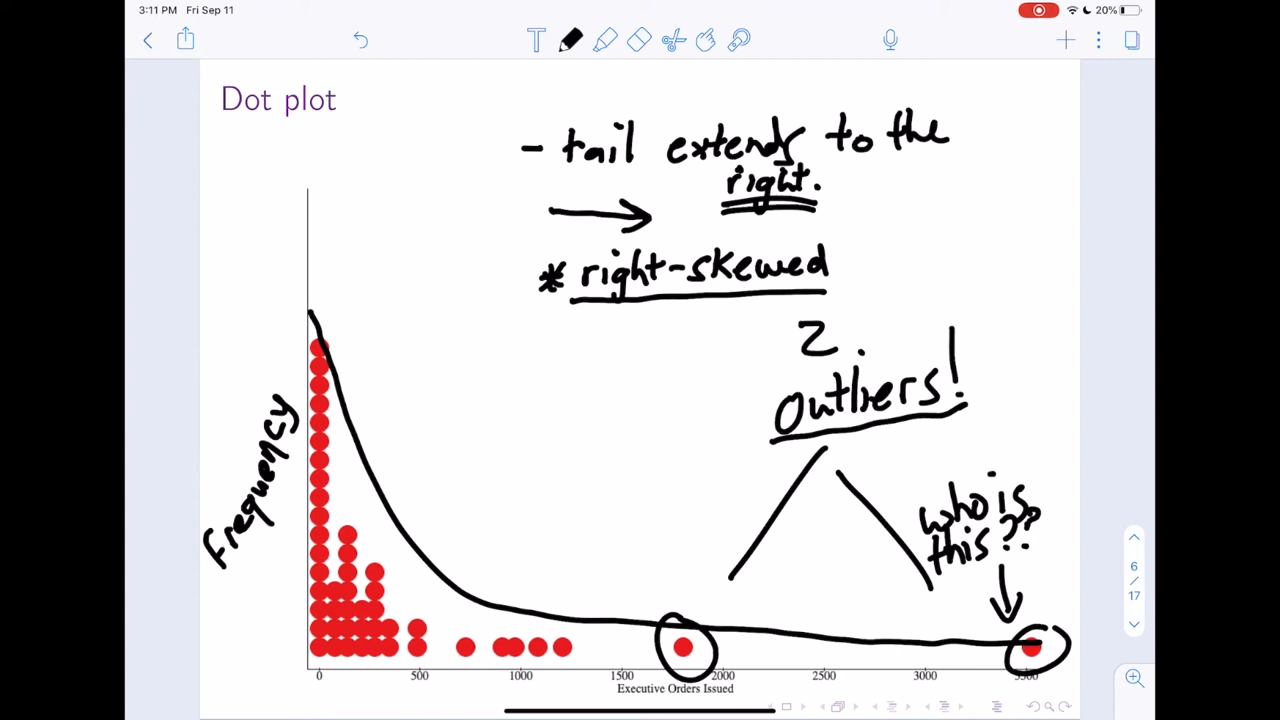 3:11 PM Fri Sep 11
20%
T
Dot plot
- tail extends to the
right.
* right-skewed
2.
Outliers!
who is
this??
Frequency
6
/
17
0 500 1000 1500 2000 2500 3000 3500
Executive Orders Issued